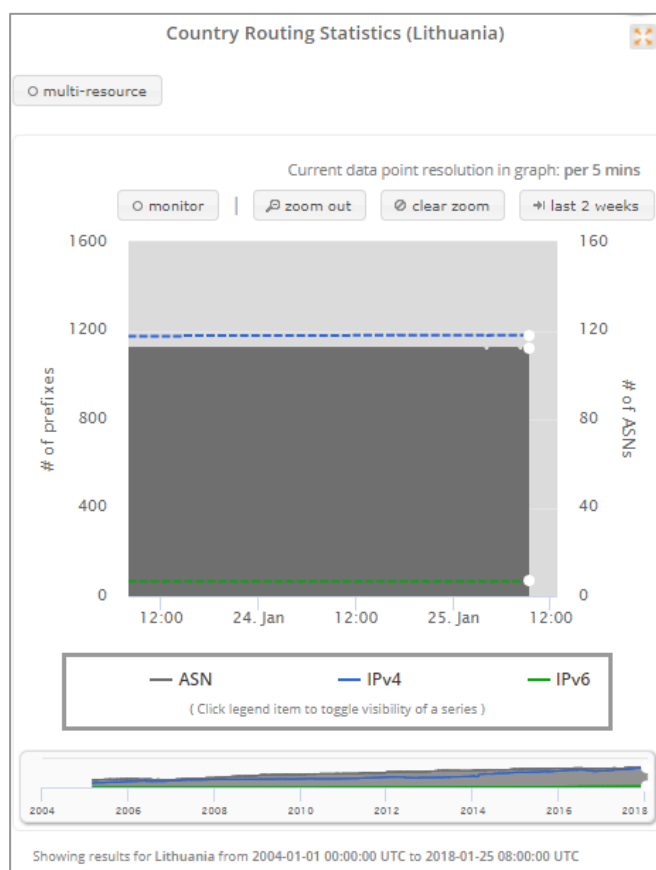 Country Routing Statistics (Lithuania)
multi-resource
Current data point resolution in graph: per 5 mins
monitor | zoom out clear zoom last 2 weeks
1600 160
1200 120
800 80
400 40
0 0
# of prefixes
# of ASNs
12:00 24. Jan 12:00 25. Jan 12:00
ASN IPv4 IPv6
( Click legend item to toggle visibility of a series )
2004 2006 2008 2010 2012 2014 2016 2018
Showing results for Lithuania from 2004-01-01 00:00:00 UTC to 2018-01-25 08:00:00 UTC